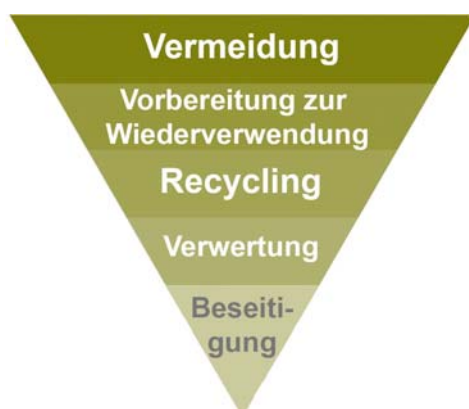 Vermeidung
Vorbereitung zur
Wiederverwendung
Recycling
Verwertung
Beseiti-
gung